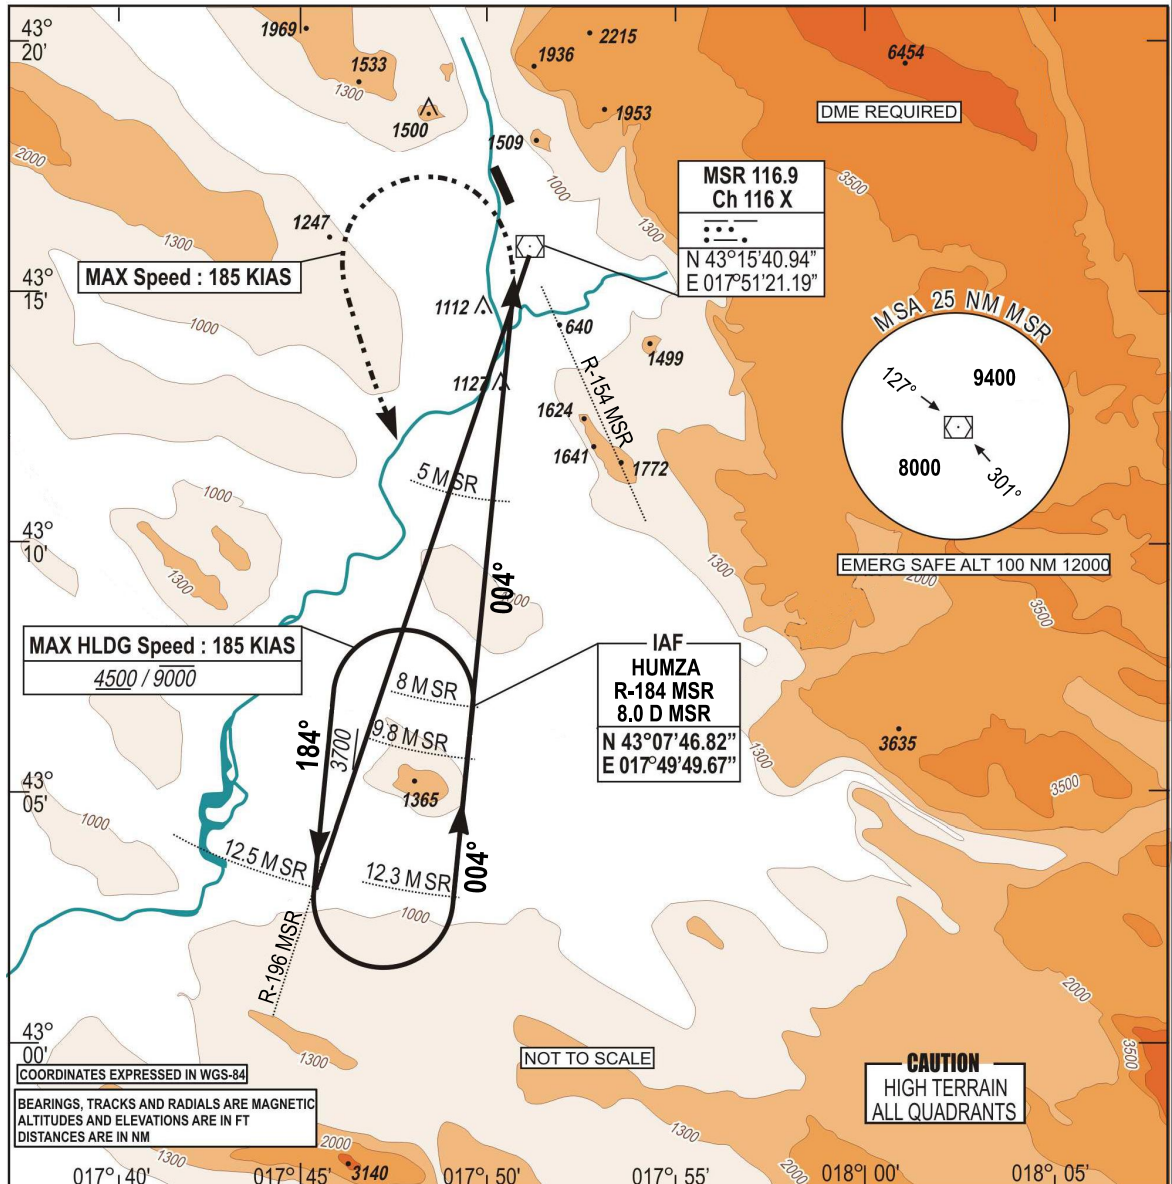 43°
20'
1969
1533
1300
1500
1936
2215
1953
1509
6454
DME REQUIRED
2000
1000
3500
MSR 116.9
Ch 116 X
N 43°15'40.94"
E 017°51'21.19"
1247
1300
1300
MAX Speed : 185 KIAS
43°
15'
1000
1112
640
1499
1127
R-154 MSR
1624
1641
1772
MSA 25 NM MSR
127°
9400
8000
301°
5 MSR
1000
43°
10'
1300
1300
EMERG SAFE ALT 100 NM 12000
2000
3500
004°
MAX HLDG Speed : 185 KIAS
4500 / 9000
IAF
HUMZA
R-184 MSR
8.0 D MSR
N 43°07'46.82"
E 017°49'49.67"
8 MSR
184°
3700
9.8 MSR
1365
1300
3635
3500
43°
05'
1000
12.5 MSR
12.3 MSR
004°
1000
R-196 MSR
2000
3500
43°
00'
1300
NOT TO SCALE
CAUTION
HIGH TERRAIN
ALL QUADRANTS
COORDINATES EXPRESSED IN WGS-84
BEARINGS, TRACKS AND RADIALS ARE MAGNETIC
ALTITUDES AND ELEVATIONS ARE IN FT
DISTANCES ARE IN NM
1300
2000
3140
1300
2000
017° 40'
017° 45'
017° 50'
017° 55'
018° 00'
018° 05'